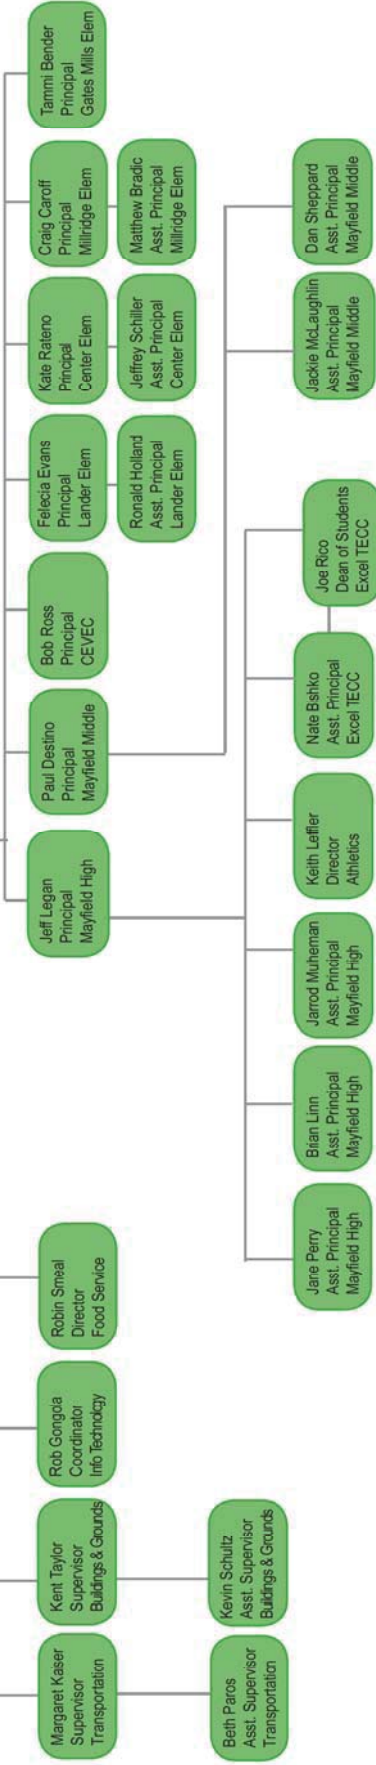 Margaret Kaser
Supervisor
Transportation
Kent Taylor
Supervisor
Buildings & Grounds
Rob Gongoa
Coordinator
Info Technolcgy
Robin Smeal
Director
Food Service
Jeff Legan
Principal
Mayfield High
Paul Destino
Principal
Mayfield Middle
Bob Ross
Principal
CEVEC
Felecia Evans
Principal
Lander Elem
Kate Rateno
Principal
Center Elem
Craig Caroff
Principal
Millridge Elem
Tammi Bender
Principal
Gates Mills Elem
Ronald Holland
Asst. Principal
Lander Elem
Jeffrey Schiller
Asst. Principal
Center Elem
Matthew Bradic
Asst. Principal
Millridge Elem
Beth Paros
Asst. Supervisor
Transportation
Kevin Schultz
Asst. Supervisor
Buildings & Grcunds
Jane Perry
Asst. Principal
Mayfield High
Brian Linn
Asst. Principal
Mayfield High
Jarrod Muheman
Asst. Principal
Mayfield High
Keith Leffler
Director
Athletics
Nate Bshko
Asst. Principal
Excel TECC
Joe Rico
Dean of Students
Excel TECC
Jackie McLaughlin
Asst. Principal
Mayfield Middle
Dan Sheppard
Asst. Principal
Mayfield Middle